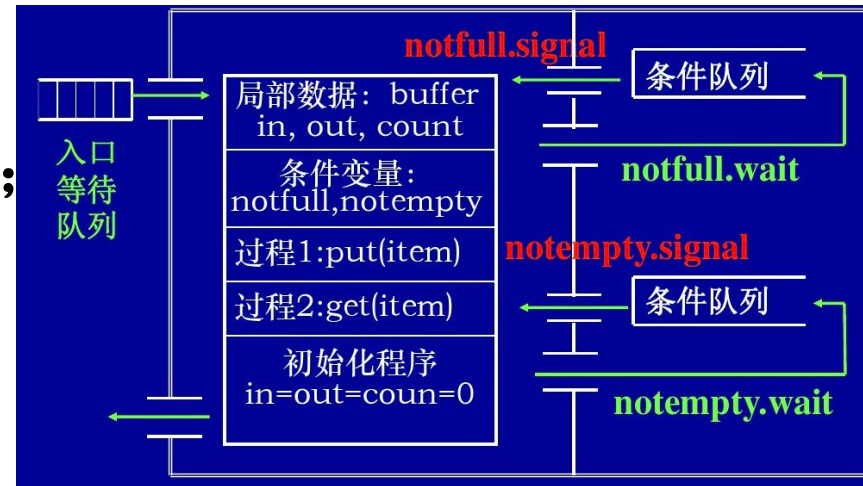 ;
入口
等待
队列
局部数据：buffer
in, out, count
条件变量：
notfull,notempty
过程1:put(item)
过程2:get(item)
初始化程序
in=out=coun=0
notfull.signal
条件队列
notfull.wait
notempty.signal
条件队列
notempty.wait